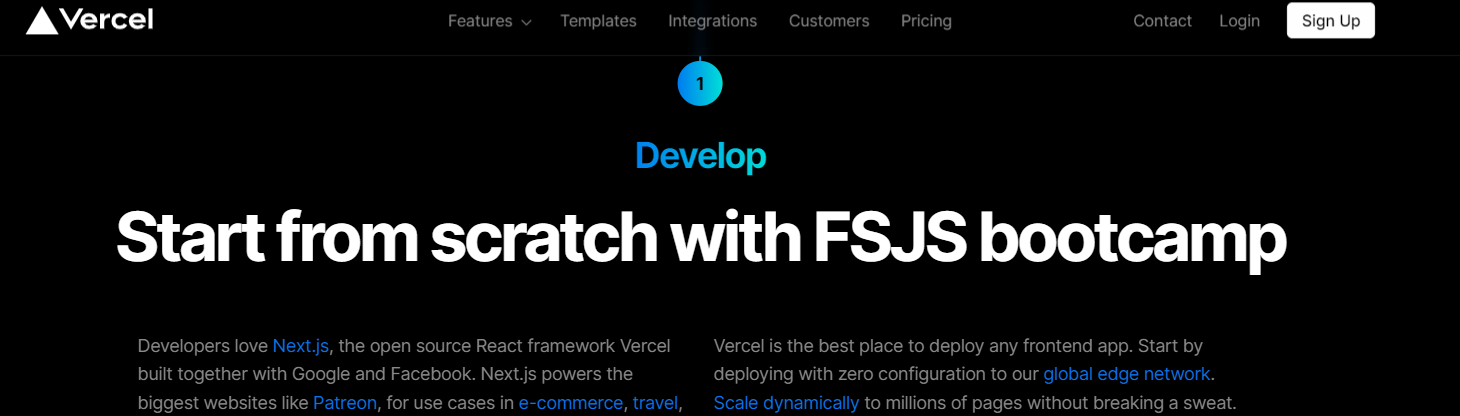 Vercel Features Templates Integrations Customers Pricing Contact Login Sign Up
1
Develop
Start from scratch with FSJS bootcamp
Developers love Next.js, the open source React framework Vercel
built together with Google and Facebook. Next.js powers the
biggest websites like Patreon, for use cases in e-commerce, travel,
Vercel is the best place to deploy any frontend app. Start by
deploying with zero configuration to our global edge network.
Scale dynamically to millions of pages without breaking a sweat.